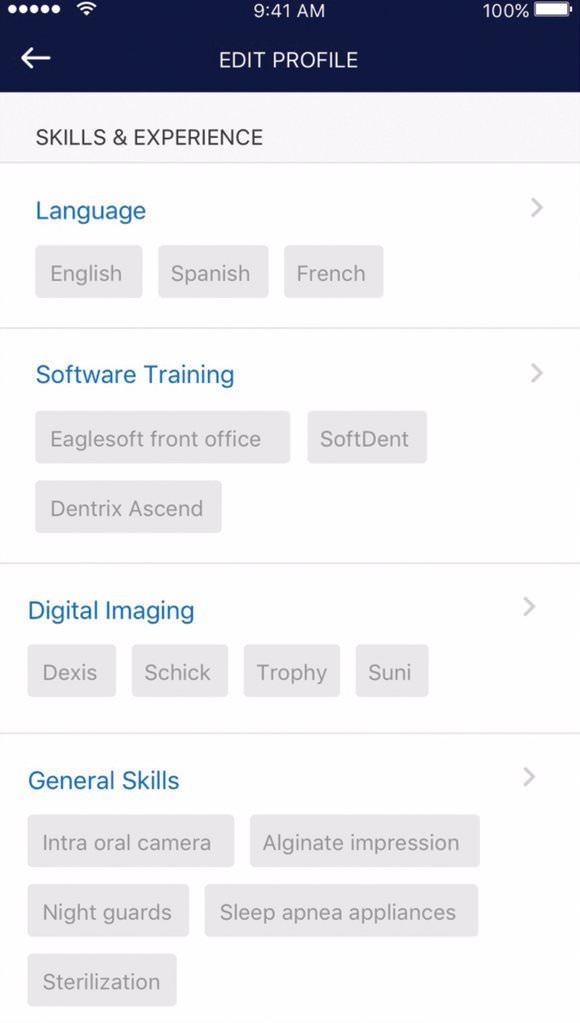 9:41 AM 100%
EDIT PROFILE
SKILLS & EXPERIENCE
Language
English Spanish French
Software Training
Eaglesoft front office SoftDent
Dentrix Ascend
Digital Imaging
Dexis Schick Trophy Suni
General Skills
Intra oral camera Alginate impression
Night guards Sleep apnea appliances
Sterilization